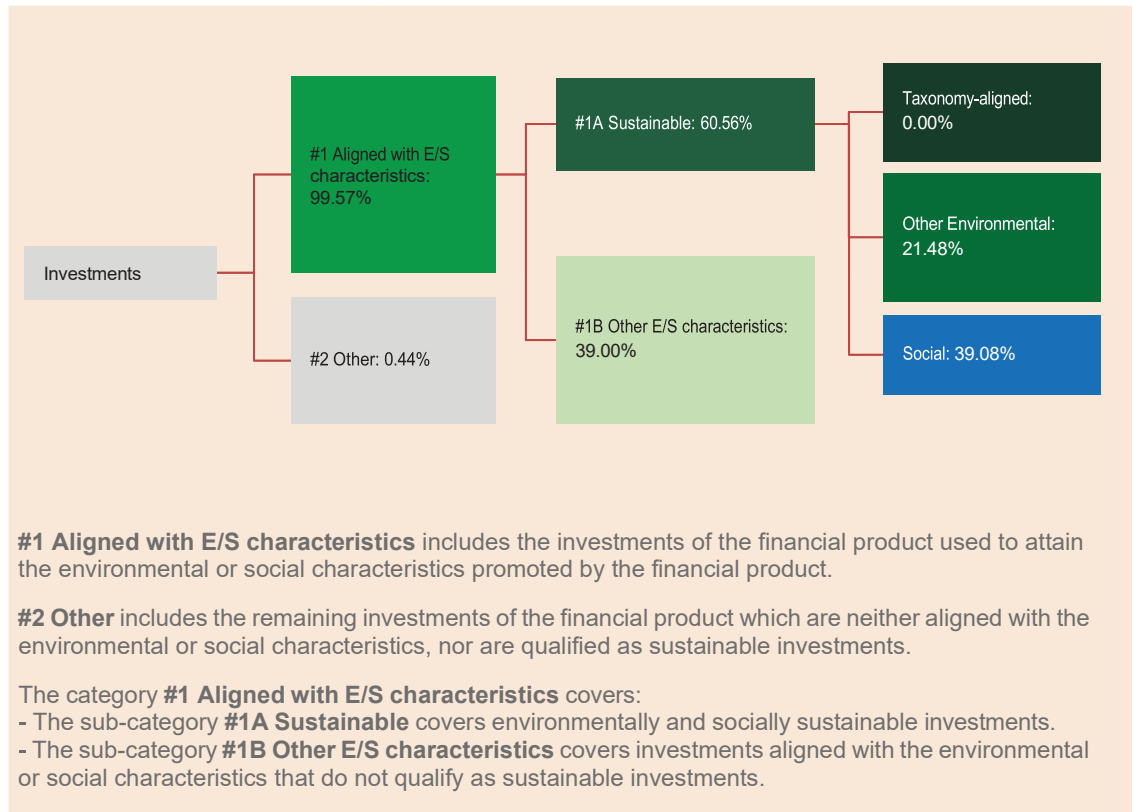 Investments
#1 Aligned with E/S
characteristics:
99.57%
#2 Other: 0.44%
#1A Sustainable: 60.56%
#1B Other E/S characteristics:
39.00%
Taxonomy-aligned:
0.00%
Other Environmental:
21.48%
Social: 39.08%
#1 Aligned with E/S characteristics includes the investments of the financial product used to attain
the environmental or social characteristics promoted by the financial product.
#2 Other includes the remaining investments of the financial product which are neither aligned with the
environmental or social characteristics, nor are qualified as sustainable investments.
The category #1 Aligned with E/S characteristics covers:
- The sub-category #1A Sustainable covers environmentally and socially sustainable investments.
- The sub-category #1B Other E/S characteristics covers investments aligned with the environmental
or social characteristics that do not qualify as sustainable investments.